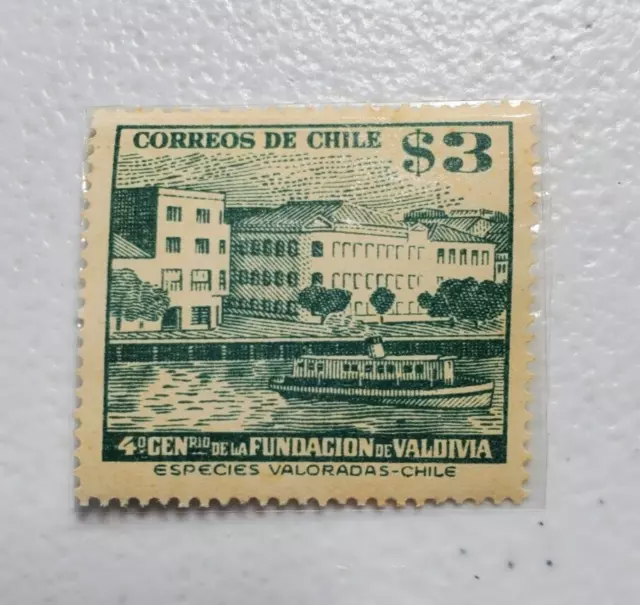 CORREOS DE CHILE $3
4º CENRIO DE LA FUNDACION DE VALDIVIA
ESPECIES VALORADAS-CHILE